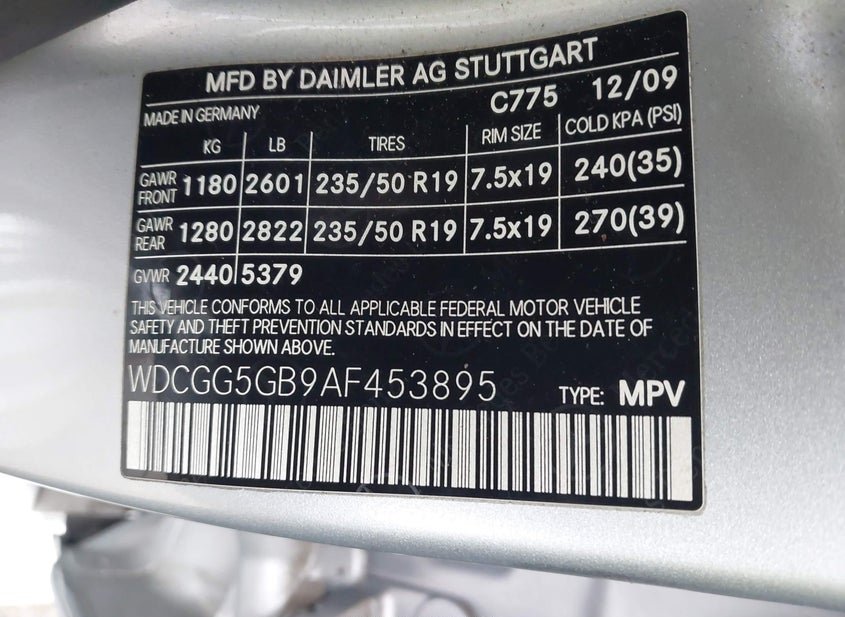 MFD BY DAIMLER AG STUTTGART
MADE IN GERMANY C775 12/09
KG LB TIRES RIM SIZE COLD KPA (PSI)
GAWR FRONT 1180 2601 235/50 R19 7.5x19 240(35)
GAWR REAR 1280 2822 235/50 R19 7.5x19 270(39)
GVWR 2440 5379
THIS VEHICLE CONFORMS TO ALL APPLICABLE FEDERAL MOTOR VEHICLE
SAFETY AND THEFT PREVENTION STANDARDS IN EFFECT ON THE DATE OF
MANUFACTURE SHOWN ABOVE.
WDCGG5GB9AF453895 TYPE: MPV